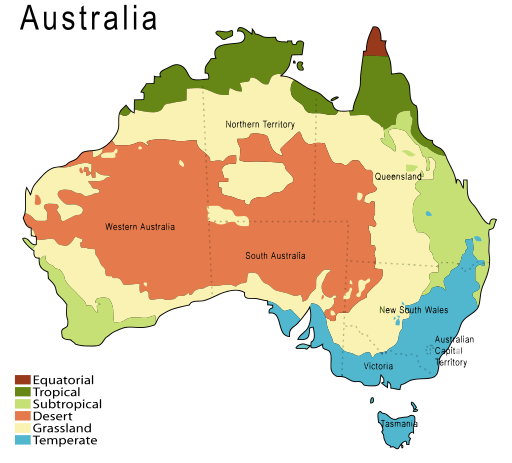 Australia
Northern Territory
Queensland
Western Australia
South Australia
New South Wales
Australian
Capital
Territory
Victoria
Tasmania
Equatorial
Tropical
Subtropical
Desert
Grassland
Temperate